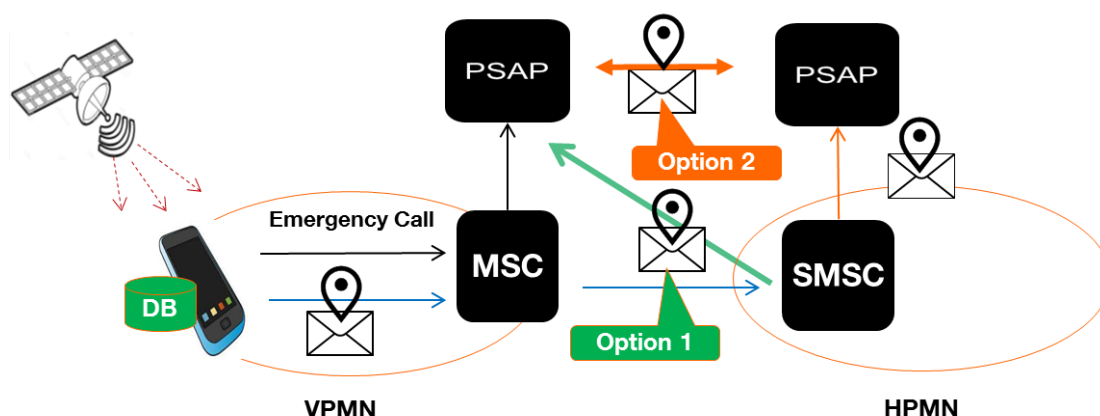 PSAP
PSAP
Option 2
Emergency Call
MSC
SMSC
DB
Option 1
VPMN
HPMN